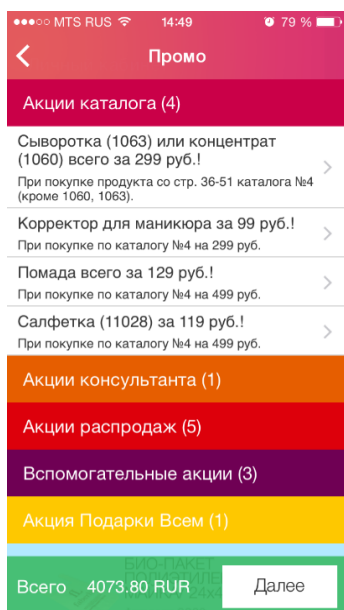 MTS RUS 14:49 79 %
Промо
Акции каталога (4)
Сыворотка (1063) или концентрат
(1060) всего за 299 руб.!
При покупке продукта со стр. 36-51 каталога №4
(кроме 1060, 1063).
Корректор для маникюра за 99 руб.!
При покупке по каталогу №4 на 299 руб.
Помада всего за 129 руб.!
При покупке по каталогу №4 на 499 руб.
Салфетка (11028) за 119 руб.!
При покупке по каталогу №4 на 499 руб.
Акции консультанта (1)
Акции распродаж (5)
Вспомогательные акции (3)
Акция Подарки Всем (1)
БИО-ПАКЕТ
Всего 4073.80 RUR Далее